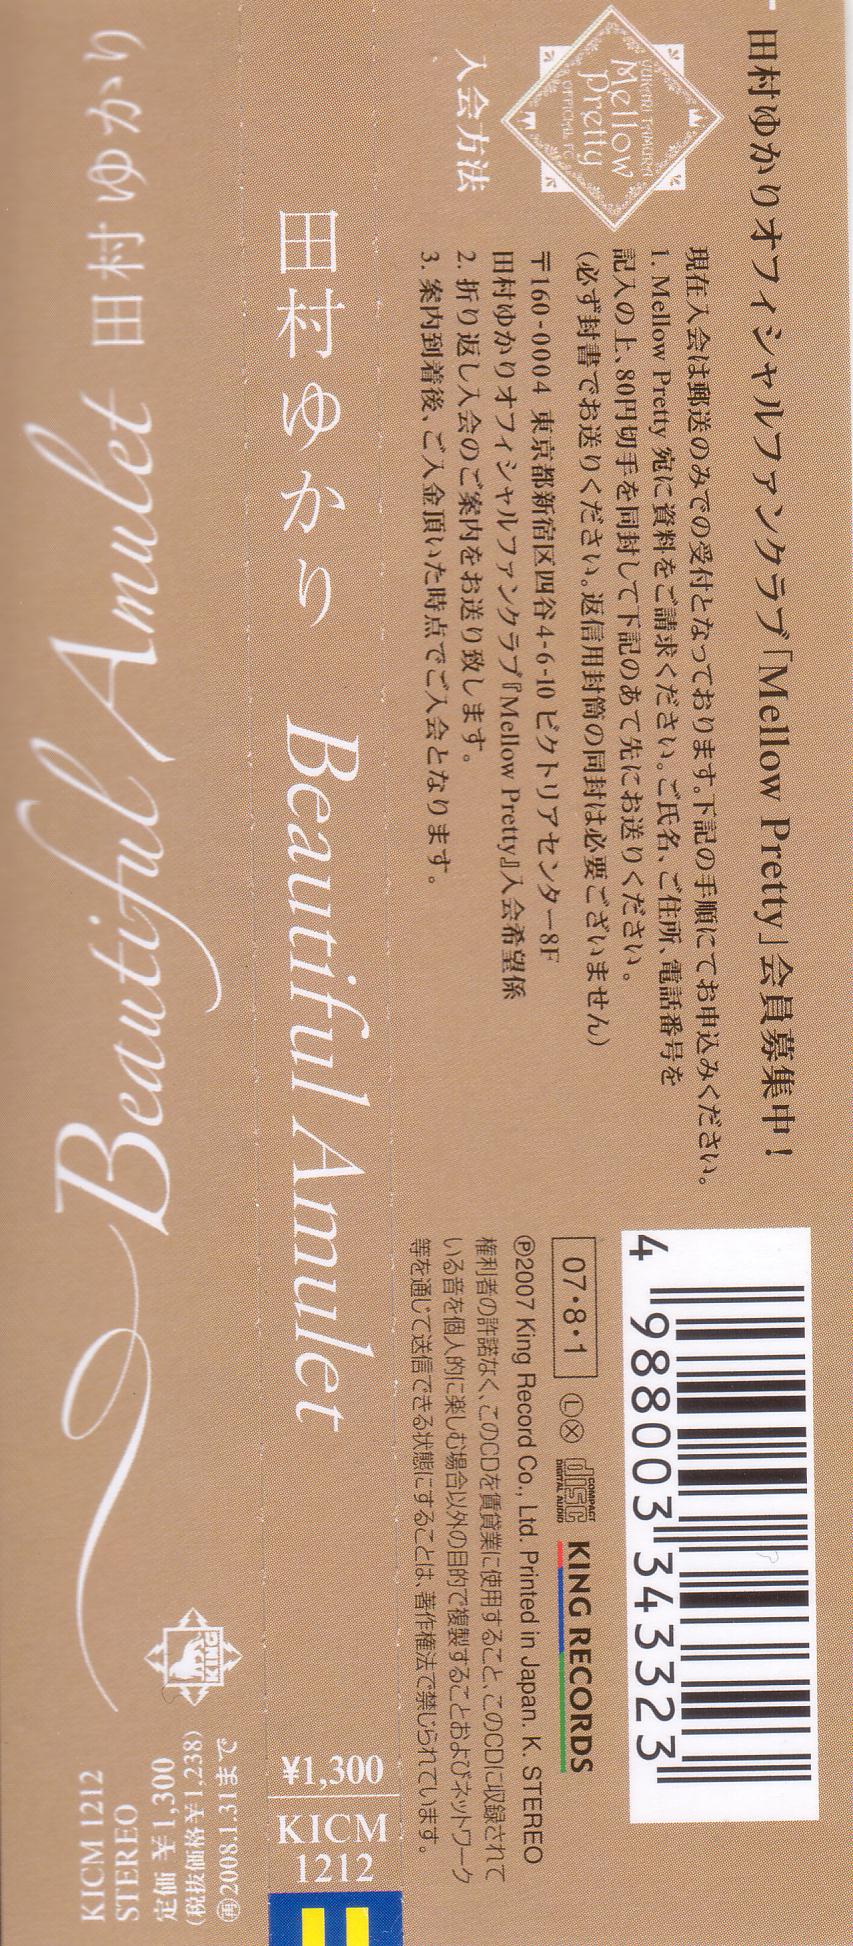 田村ゆかりオフィシャルファンクラブ「Mellow Pretty」会員募集中!
YUKARI TAMURA
Mellow
Pretty
OFFICIAL FC
入会方法
現在入会は郵送のみでの受付となっております。下記の手順にてお申込みください。
1. Mellow Pretty 宛に資料をご請求ください。ご氏名、ご住所、電話番号を
記入の上、80円切手を同封して下記のあて先にお送りください。
(必ず封書でお送りください。返信用封筒の同封は必要ございません)
〒160-0004 東京都新宿区四谷4-6-10 ビクトリアセンター8F
田村ゆかりオフィシャルファンクラブ『Mellow Pretty』入会希望係
2. 折り返し入会のご案内をお送り致します。
3. 案内到着後、ご入金頂いた時点でご入会となります。
4 988003 343323
07・8・1 Ⓛ Ⓧ COMPACT disc DIGITAL AUDIO KING RECORDS
Ⓟ2007 King Record Co., Ltd. Printed in Japan. K. STEREO
権利者の許諾なく、このCDを賃貸業に使用すること、このCDに収録されて
いる音を個人的に楽しむ場合以外の目的で複製することおよびネットワーク
等を通じて送信できる状態にすることは、著作権法で禁じられています。
田村ゆかり Beautiful Amulet
¥1,300
KICM
1212
田村ゆかり
Beautiful Amulet
KING
KICM 1212
STEREO
定価 ¥1,300
(税抜価格¥1,238)
㊢2008.1.31まで